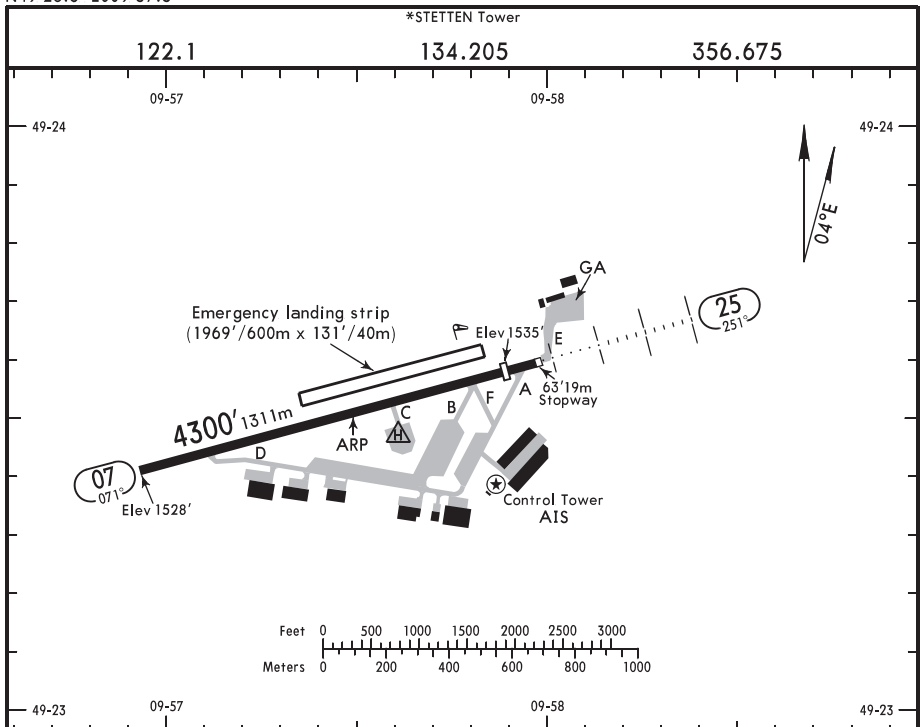 *STETTEN Tower
122.1 134.205 356.675
09-57 09-58
49-24 49-24
04°E
GA
Emergency landing strip
(1969'/600m x 131'/40m)
Elev 1535'
25
251°
E
A
63'19m
Stopway
F
B
C
4300' 1311m
H
ARP
D
07
071°
Elev 1528'
Control Tower
AIS
Feet 0 500 1000 1500 2000 2500 3000
Meters 0 200 400 600 800 1000
49-23 09-57 09-58 49-23